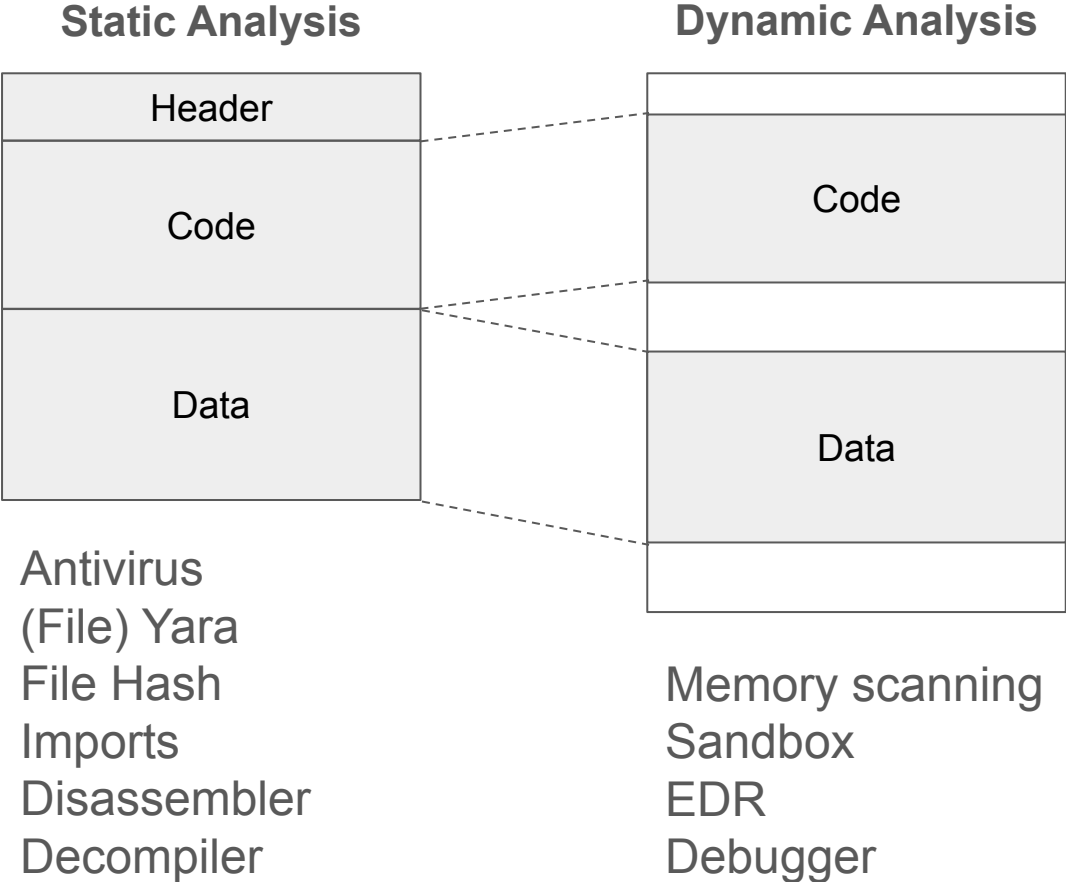 Static Analysis
Header
Code
Data
Antivirus
(File) Yara
File Hash
Imports
Disassembler
Decompiler
Dynamic Analysis
Code
Data
Memory scanning
Sandbox
EDR
Debugger